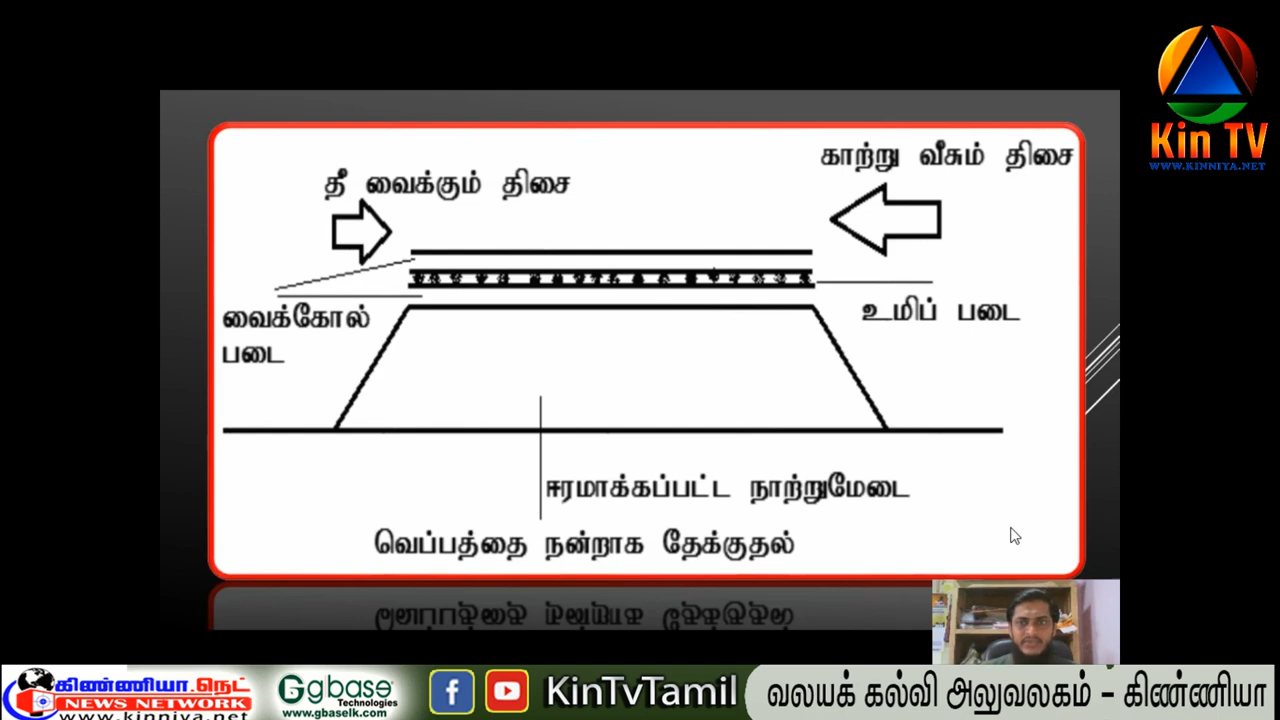 Kin TV
WWW.KINNIYA.NET
காற்று வீசும் திசை
தீ வைக்கும் திசை
வைக்கோல்
படை
உமிப் படை
ஈரமாக்கப்பட்ட நாற்றுமேடை
வெப்பத்தை நன்றாக தேக்குதல்
கிண்ணியா.நெட்
NEWS NETWORK
www.kinniya.net
Ggbase
Technologies
www.gbaselk.com
KinTvTamil
வலயக் கல்வி அலுவலகம் - கிண்ணியா